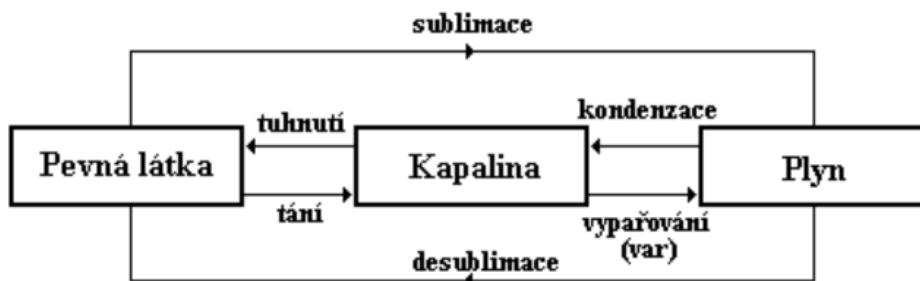 sublimace
tuhnutí
kondenzace
Pevná látka
Kapalina
Plyn
tání
vypařování
(var)
desublimace